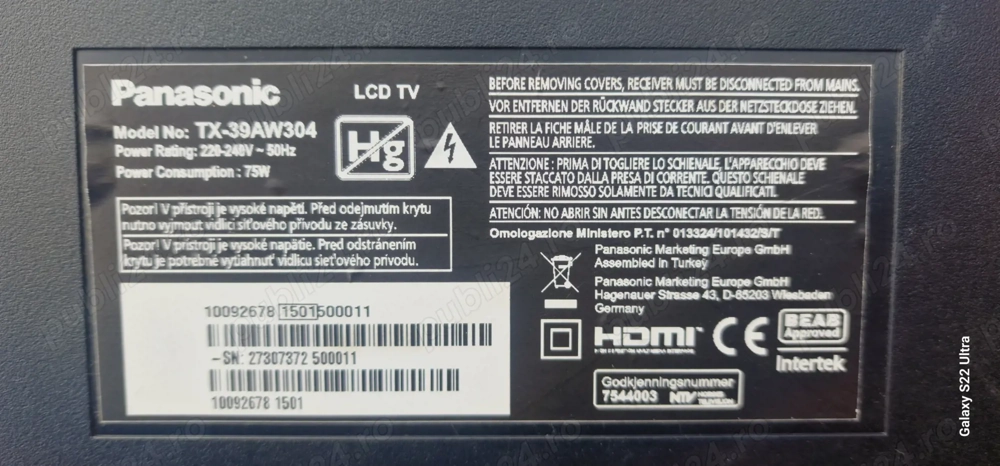 Panasonic
LCD TV
Model No: TX-39AW304
Power Rating: 220-240V ~ 50Hz
Power Consumption : 75W
Hg
Pozor! V přístroji je vysoké napětí. Před odejmutím krytu
nutno vyjmout vidlici síťového přívodu ze zásuvky.
Pozor! V prístroji je vysoké napätie. Pred odstránením
krytu je potrebné vytiahnuť vidlicu sieťového prívodu.
10092678 1501500011
-SN: 27307372 500011
10092678 1501
BEFORE REMOVING COVERS, RECEIVER MUST BE DISCONNECTED FROM MAINS.
VOR ENTFERNEN DER RÜCKWAND STECKER AUS DER NETZSTECKDOSE ZIEHEN.
RETIRER LA FICHE MÂLE DE LA PRISE DE COURANT AVANT D'ENLEVER
LE PANNEAU ARRIERE.
ATTENZIONE : PRIMA DI TOGLIERE LO SCHIENALE, L'APPARECCHIO DEVE
ESSERE STACCATO DALLA PRESA DI CORRENTE. QUESTO SCHIENALE
DEVE ESSERE RIMOSSO SOLAMENTE DA TECNICI QUALIFICATI.
ATENCIÓN: NO ABRIR SIN ANTES DESCONECTAR LA TENSIÓN DE LA RED.
Omologazione Ministero P.T. n° 013324/101432/S/T
Panasonic Marketing Europe GmbH
Assembled in Turkey
Panasonic Marketing Europe GmbH
Hagenauer Strasse 43, D-65203 Wiesbaden
Germany
HDMI
CE
BEAB
Approved
Intertek
Godkjenningsnummer
7544003 NTV
Galaxy S22 Ultra